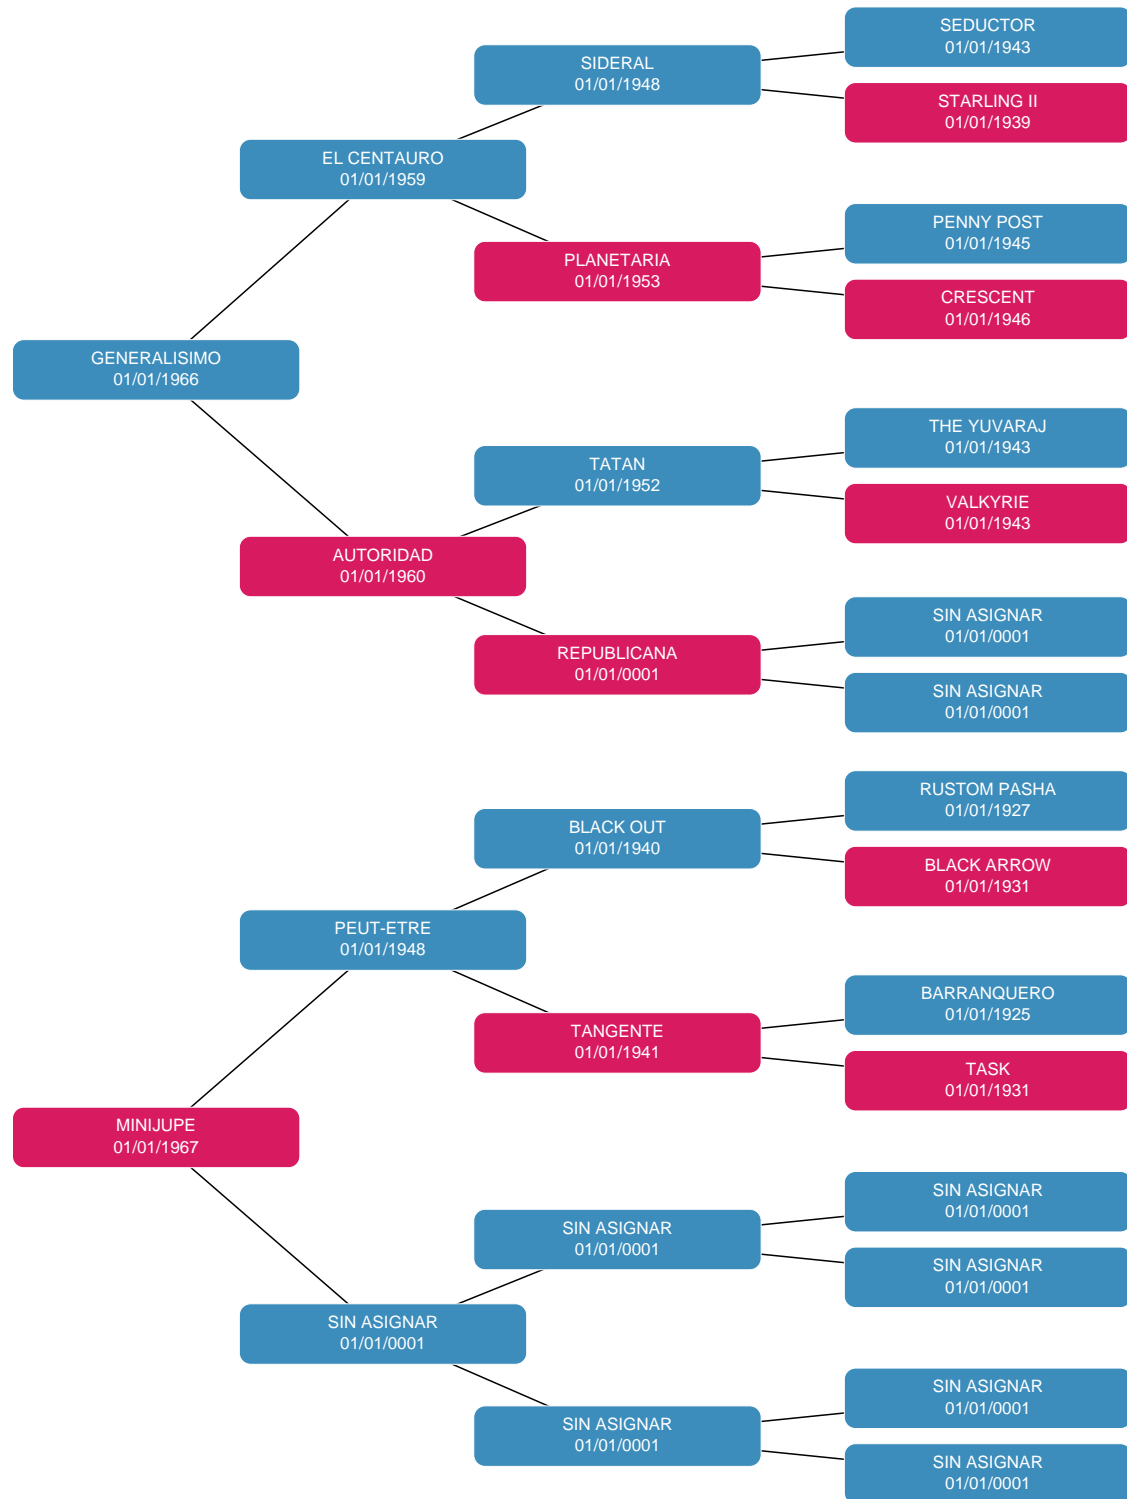 SEDUCTOR
01/01/1943
SIDERAL
01/01/1948
STARLING II
01/01/1939
EL CENTAURO
01/01/1959
PENNY POST
01/01/1945
PLANETARIA
01/01/1953
CRESCENT
01/01/1946
GENERALISIMO
01/01/1966
THE YUVARAJ
01/01/1943
TATAN
01/01/1952
VALKYRIE
01/01/1943
AUTORIDAD
01/01/1960
SIN ASIGNAR
01/01/0001
REPUBLICANA
01/01/0001
SIN ASIGNAR
01/01/0001
RUSTOM PASHA
01/01/1927
BLACK OUT
01/01/1940
BLACK ARROW
01/01/1931
PEUT-ETRE
01/01/1948
BARRANQUERO
01/01/1925
TANGENTE
01/01/1941
TASK
01/01/1931
MINIJUPE
01/01/1967
SIN ASIGNAR
01/01/0001
SIN ASIGNAR
01/01/0001
SIN ASIGNAR
01/01/0001
SIN ASIGNAR
01/01/0001
SIN ASIGNAR
01/01/0001
SIN ASIGNAR
01/01/0001
SIN ASIGNAR
01/01/0001